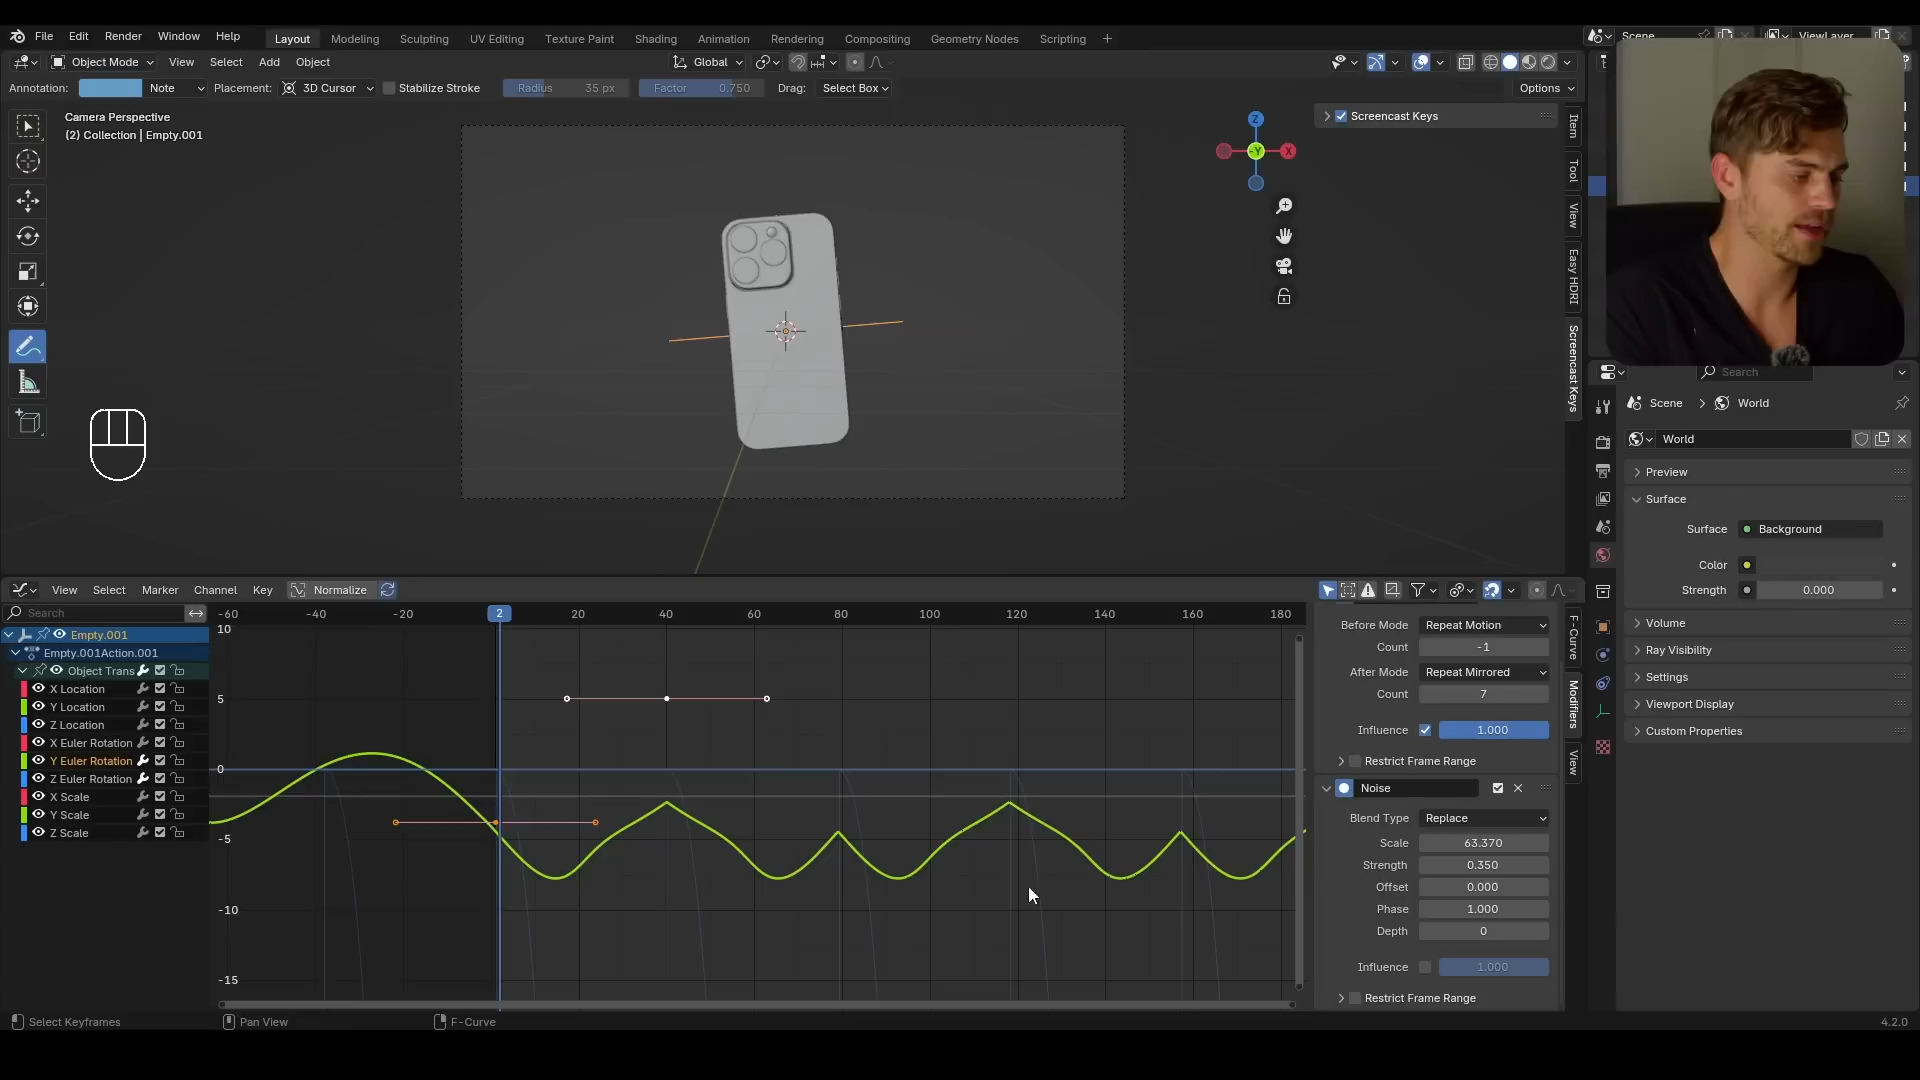 File Edit Render Window Help Layout Modeling Sculpting UV Editing Texture Paint Shading Animation Rendering Compositing Geometry Nodes Scripting Scene ViewLayer
Object Mode View Select Add Object Global
Annotation: Note Placement: 3D Cursor Stabilize Stroke Radius 35 px Factor 0.750 Drag: Select Box Options
Camera Perspective
(2) Collection | Empty.001
Screencast Keys
Z
-Y
X
Item
Tool
View
Easy HDRI
Screencast Keys
Search
Scene > World
World
Preview
Surface
Surface Background
Color
Strength 0.000
Volume
Ray Visibility
Settings
Viewport Display
Custom Properties
View Select Marker Channel Key Normalize
Search
-60 -40 -20 2 20 40 60 80 100 120 140 160 180
10
5
0
-5
-10
-15
Empty.001
Empty.001Action.001
Object Trans
X Location
Y Location
Z Location
X Euler Rotation
Y Euler Rotation
Z Euler Rotation
X Scale
Y Scale
Z Scale
Before Mode Repeat Motion
Count -1
After Mode Repeat Mirrored
Count 7
Influence 1.000
Restrict Frame Range
Noise
Blend Type Replace
Scale 63.370
Strength 0.350
Offset 0.000
Phase 1.000
Depth 0
Influence 1.000
Restrict Frame Range
F-Curve
Modifiers
View
Select Keyframes Pan View F-Curve 4.2.0